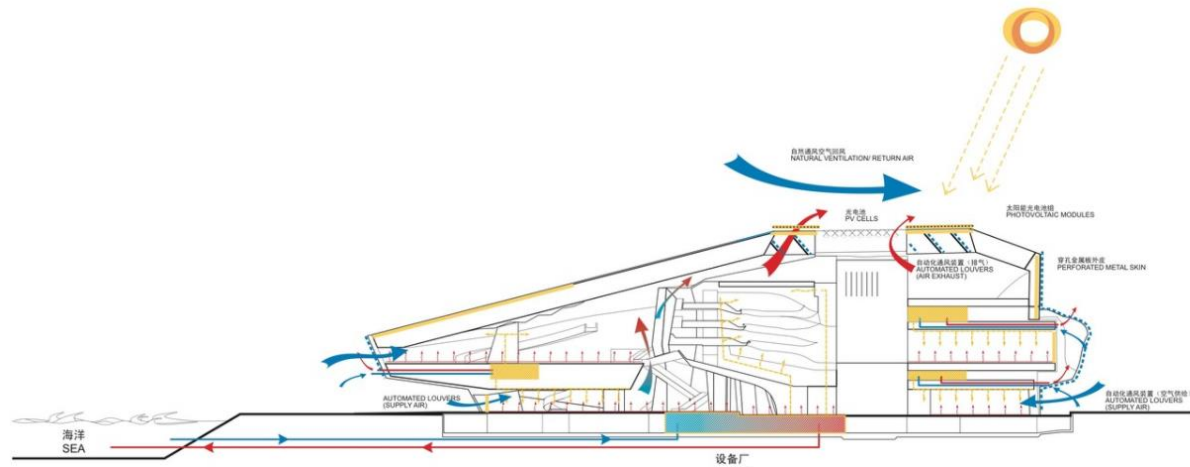 自然通风空气回风
NATURAL VENTILATION/ RETURN AIR
光电池
PV CELLS
太阳能光电池组
PHOTOVOLTAIC MODULES
自动化通风装置（排气）
AUTOMATED LOUVERS
(AIR EXHAUST)
穿孔金属板外皮
PERFORATED METAL SKIN
AUTOMATED LOUVERS
(SUPPLY AIR)
自动化通风装置（空气供给
AUTOMATED LOUVERS
(SUPPLY AIR)
海洋
SEA
设备厂